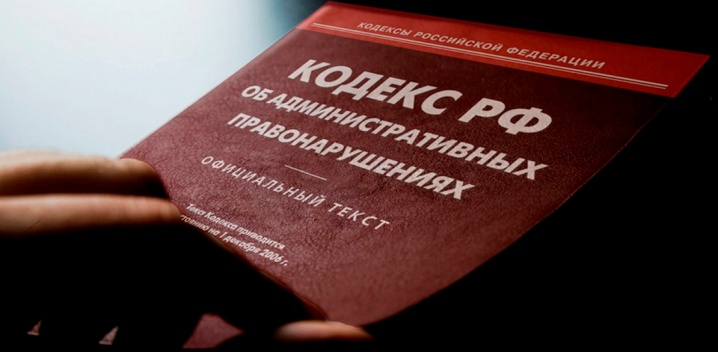 КОДЕКСЫ РОССИЙСКОЙ ФЕДЕРАЦИИ
КОДЕКС РФ
ОБ АДМИНИСТРАТИВНЫХ
ПРАВОНАРУШЕНИЯХ
ОФИЦИАЛЬНЫЙ ТЕКСТ
Текст Кодекса приводится
на 1 декабря 2006 г.